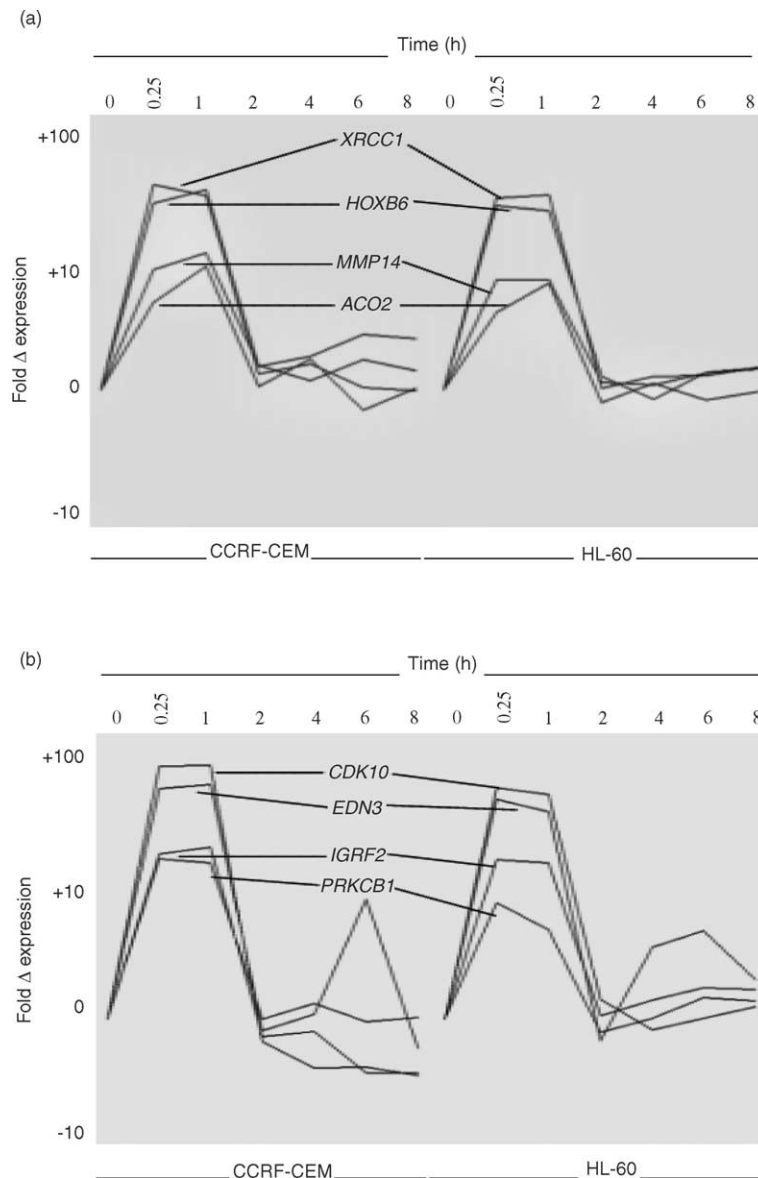 (a)
Time (h)
0 0.25 1 2 4 6 8 0 0.25 1 2 4 6 8
+100
XRCC1
HOXB6
+10
MMP14
ACO2
0
-10
Fold Δ expression
CCRF-CEM HL-60
(b)
Time (h)
0 0.25 1 2 4 6 8 0 0.25 1 2 4 6 8
+100
CDK10
EDN3
IGRF2
+10
PRKCB1
0
-10
Fold Δ expression
CCRF-CEM HL-60